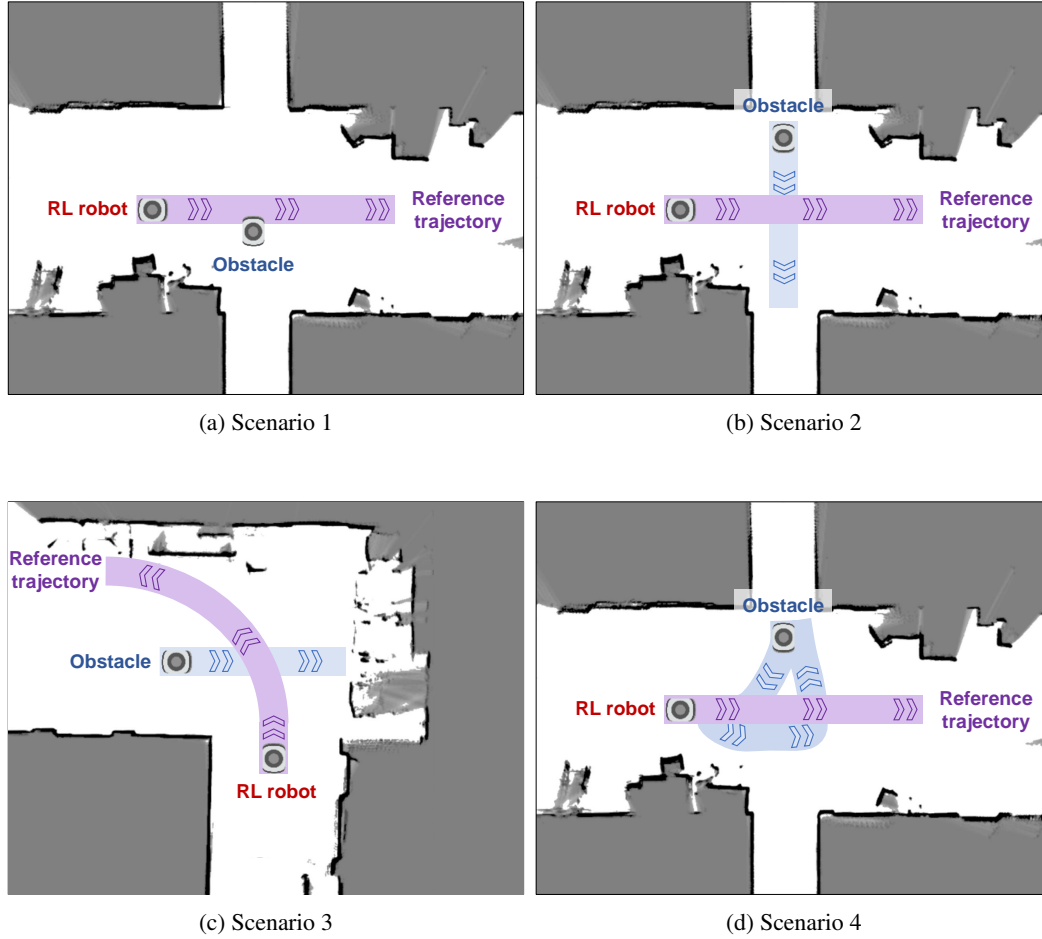 RL robot
Reference
trajectory
Obstacle
(a) Scenario 1
Obstacle
RL robot
Reference
trajectory
(b) Scenario 2
Reference
trajectory
Obstacle
RL robot
(c) Scenario 3
Obstacle
RL robot
Reference
trajectory
(d) Scenario 4